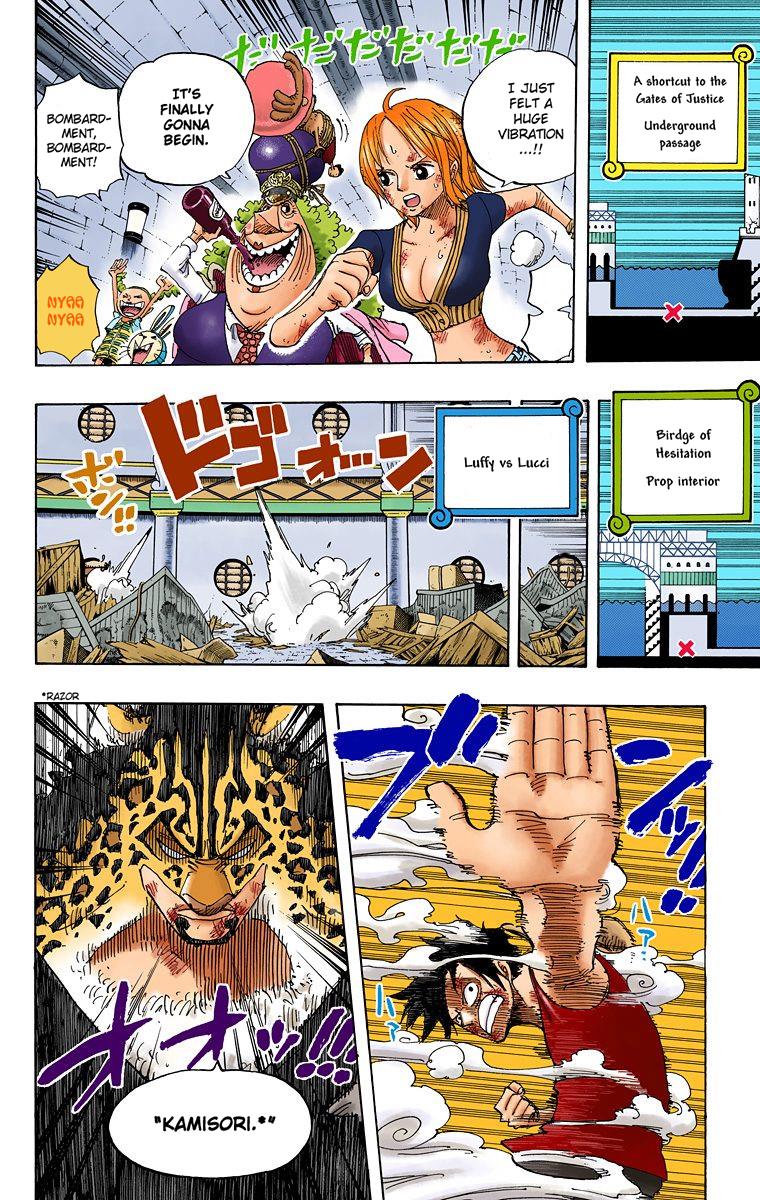 A shortcut to the
Gates of Justice
Underground
passage
だだだだだだ
I JUST
FELT A
HUGE
VIBRATION
...!!
IT'S
FINALLY
GONNA
BEGIN.
BOMBARD-
MENT,
BOMBARD-
MENT!
NYAA
NYAA
Birdge of
Hesitation
Prop interior
Luffy vs Lucci
ドゴォーン
ボン!!
ブン!!
ハァ
ハァ
*RAZOR
オオオッ!!!
"KAMISORI.*"